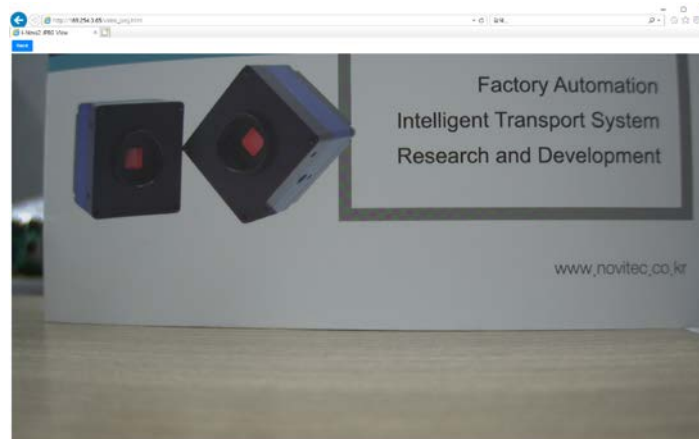 Factory Automation
Intelligent Transport System
Research and Development
www.novitec.co.kr